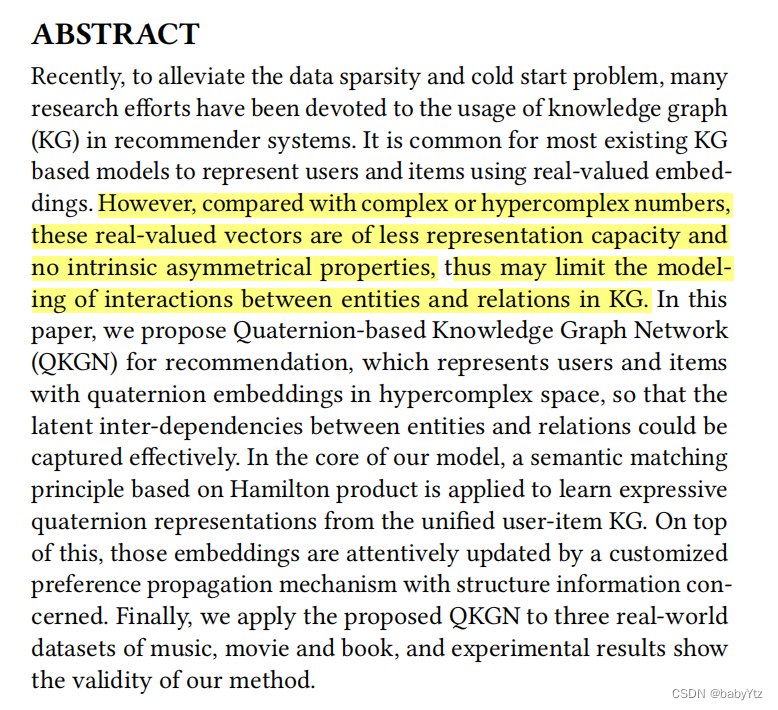 ABSTRACT
Recently, to alleviate the data sparsity and cold start problem, many
research efforts have been devoted to the usage of knowledge graph
(KG) in recommender systems. It is common for most existing KG
based models to represent users and items using real-valued embed-
dings. However, compared with complex or hypercomplex numbers,
these real-valued vectors are of less representation capacity and
no intrinsic asymmetrical properties, thus may limit the model-
ing of interactions between entities and relations in KG. In this
paper, we propose Quaternion-based Knowledge Graph Network
(QKGN) for recommendation, which represents users and items
with quaternion embeddings in hypercomplex space, so that the
latent inter-dependencies between entities and relations could be
captured effectively. In the core of our model, a semantic matching
principle based on Hamilton product is applied to learn expressive
quaternion representations from the unified user-item KG. On top
of this, those embeddings are attentively updated by a customized
preference propagation mechanism with structure information con-
cerned. Finally, we apply the proposed QKGN to three real-world
datasets of music, movie and book, and experimental results show
the validity of our method.
CSDN @babyYtz